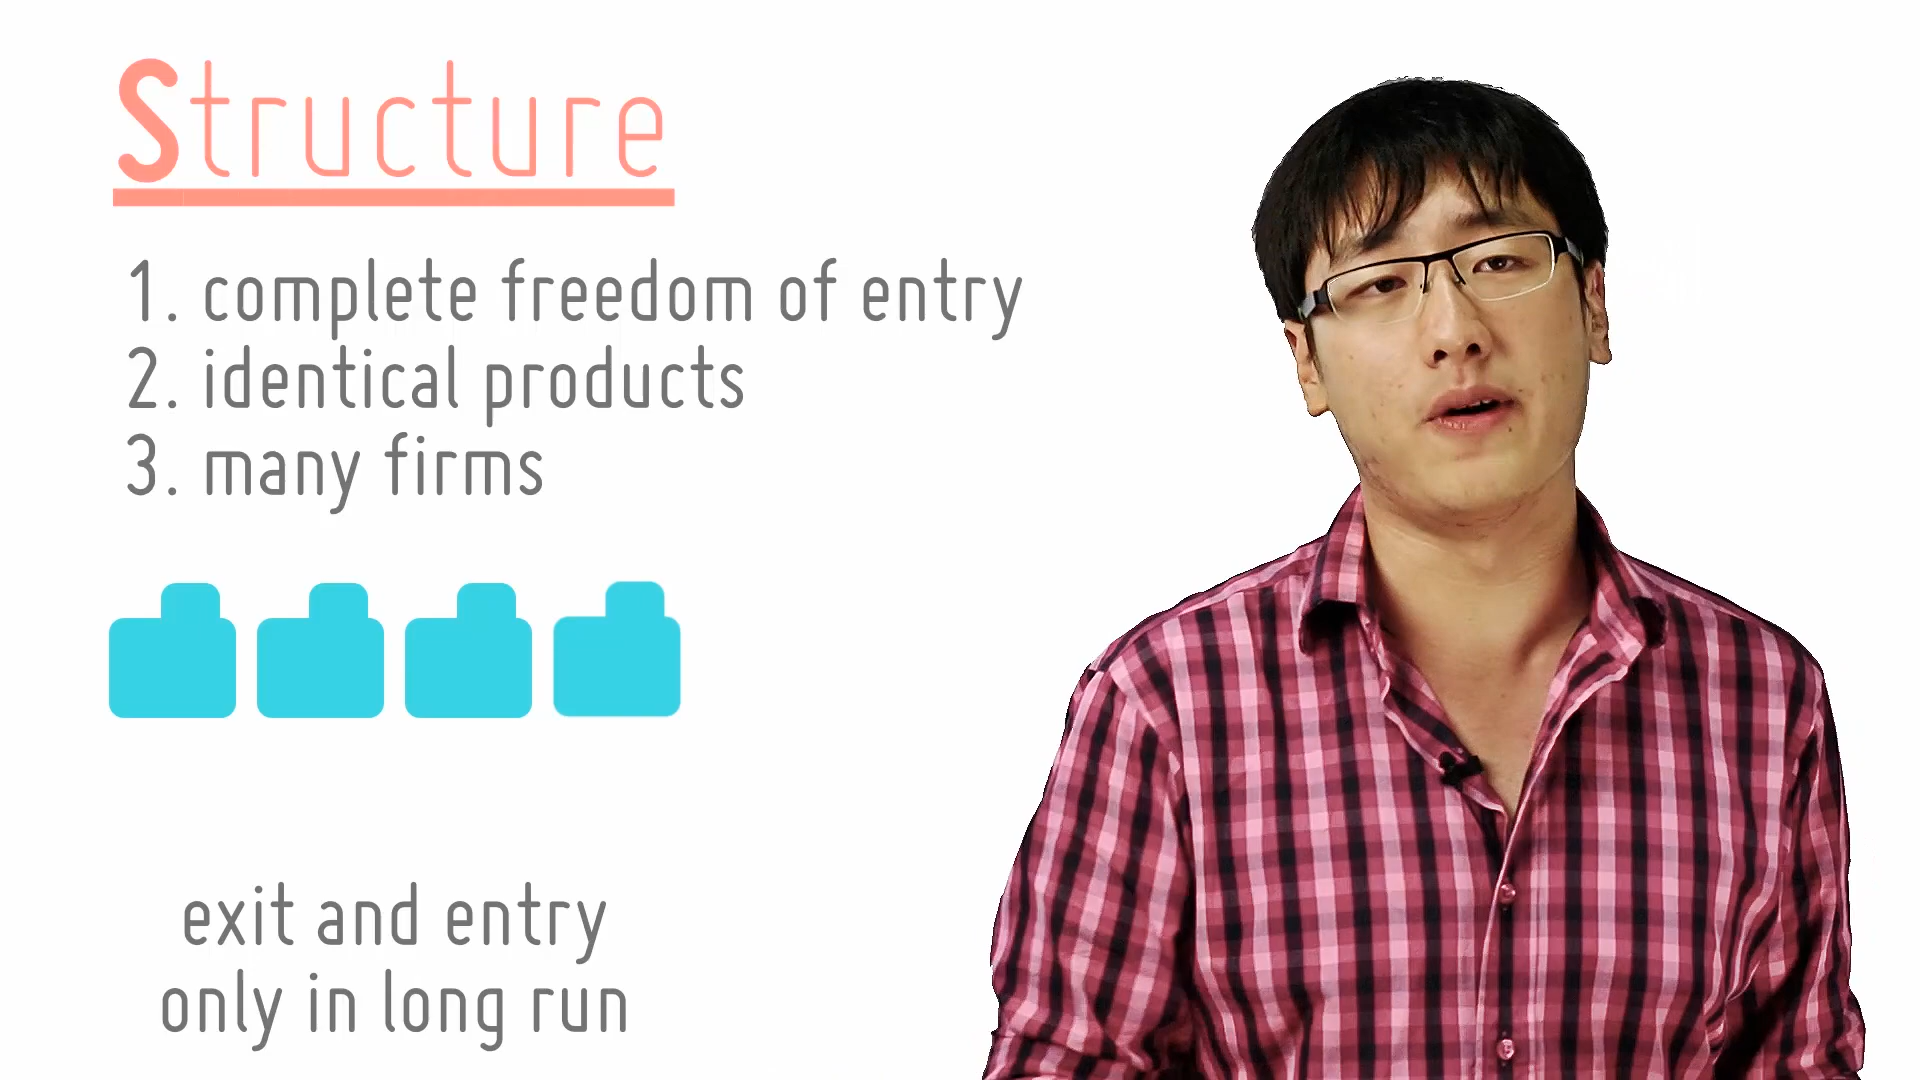 Structure
1. complete freedom of entry
2. identical products
3. many firms
exit and entry
only in long run